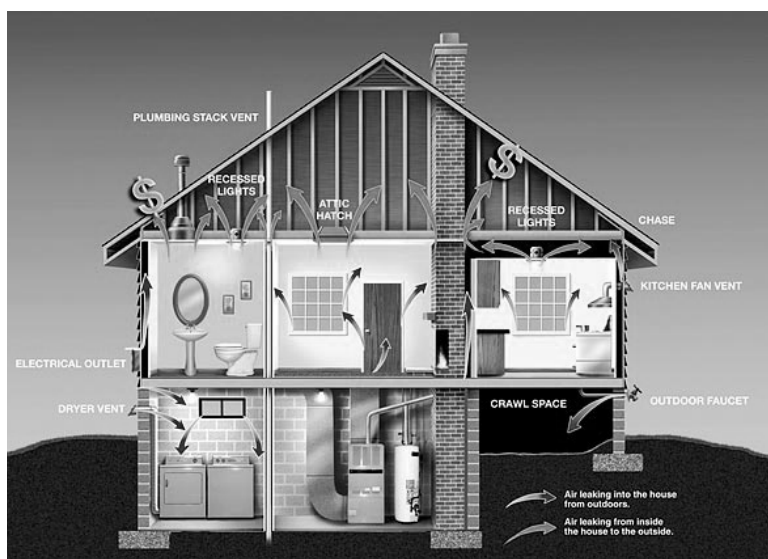 PLUMBING STACK VENT
$
$
RECESSED
LIGHTS
ATTIC
HATCH
RECESSED
LIGHTS
CHASE
KITCHEN FAN VENT
ELECTRICAL OUTLET
DRYER VENT
CRAWL SPACE
OUTDOOR FAUCET
Air leaking into the house
from outdoors.
Air leaking from inside
the house to the outside.